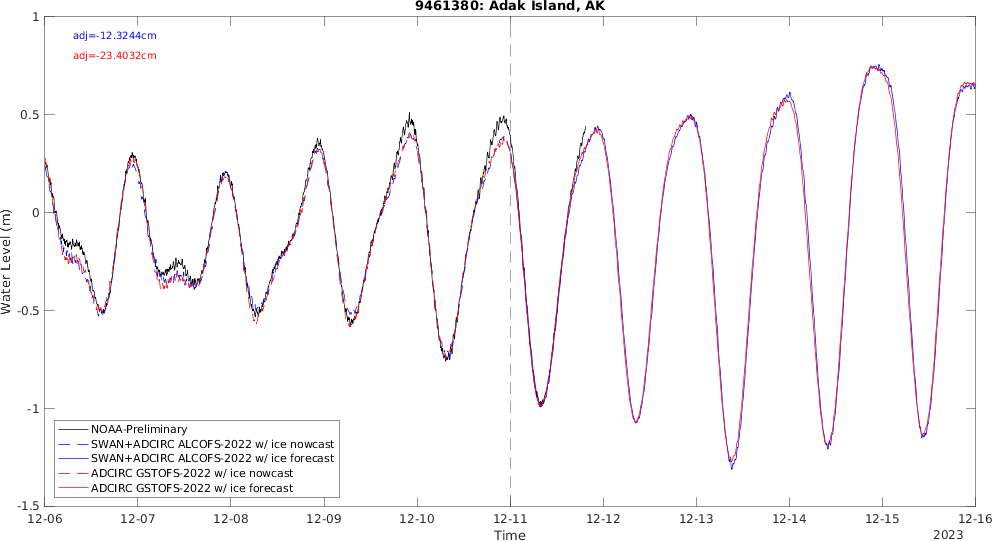 9461380: Adak Island, AK
adj=-12.3244cm
adj=-23.4032cm
Water Level (m)
1
0.5
0
-0.5
-1
-1.5
NOAA-Preliminary
SWAN+ADCIRC ALCOFS-2022 w/ ice nowcast
SWAN+ADCIRC ALCOFS-2022 w/ ice forecast
ADCIRC GSTOFS-2022 w/ ice nowcast
ADCIRC GSTOFS-2022 w/ ice forecast
12-06 12-07 12-08 12-09 12-10 12-11 12-12 12-13 12-14 12-15 12-16
Time
2023